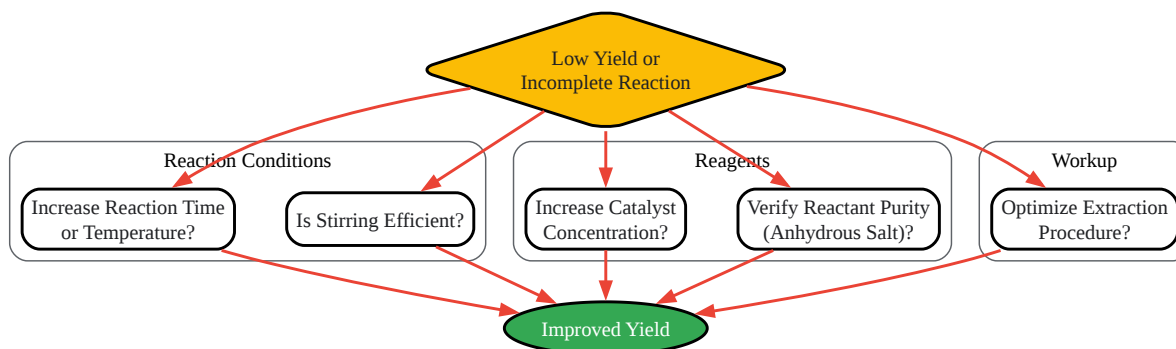 Low Yield or
Incomplete Reaction
Reaction Conditions
Reagents
Workup
Increase Reaction Time
or Temperature?
Is Stirring Efficient?
Increase Catalyst
Concentration?
Verify Reactant Purity
(Anhydrous Salt)?
Optimize Extraction
Procedure?
Improved Yield